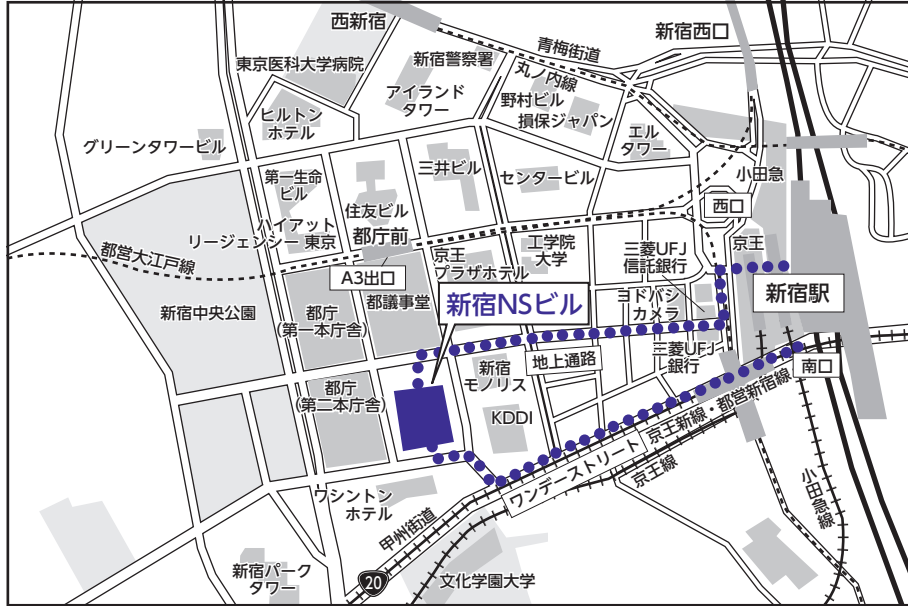 西新宿
新宿西口
青梅街道
東京医科大学病院
新宿警察署
丸ノ内線
アイランド
タワー
野村ビル
損保ジャパン
ヒルトン
ホテル
エル
タワー
グリーンタワービル
三井ビル
センタービル
小田急
第一生命
ビル
住友ビル
西口
ハイアット
リージェンシー 東京
都庁前
工学院
大学
三菱UFJ
信託銀行
京王
都営大江戸線
A3出口
京王
プラザホテル
新宿駅
都議事堂
新宿中央公園
新宿NSビル
ヨドバシ
カメラ
都庁
(第一本庁舎)
三菱UFJ
銀行
地上通路
南口
新宿
モノリス
都庁
(第二本庁舎)
KDDI
京王新線・都営新宿線
ワンデーストリート
京王線
小田急線
ワシントン
ホテル
甲州街道
新宿パーク
タワー
20
文化学園大学